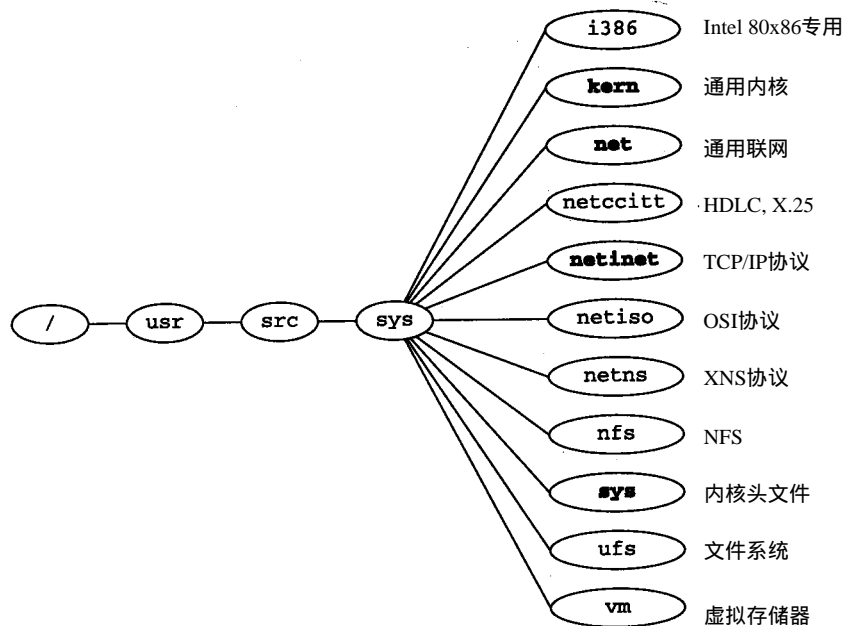 i386 Intel 80x86专用
kern 通用内核
net 通用联网
netccitt HDLC, X.25
netinet TCP/IP协议
/ usr src sys netiso OSI协议
netns XNS协议
nfs NFS
sys 内核头文件
ufs 文件系统
vm 虚拟存储器